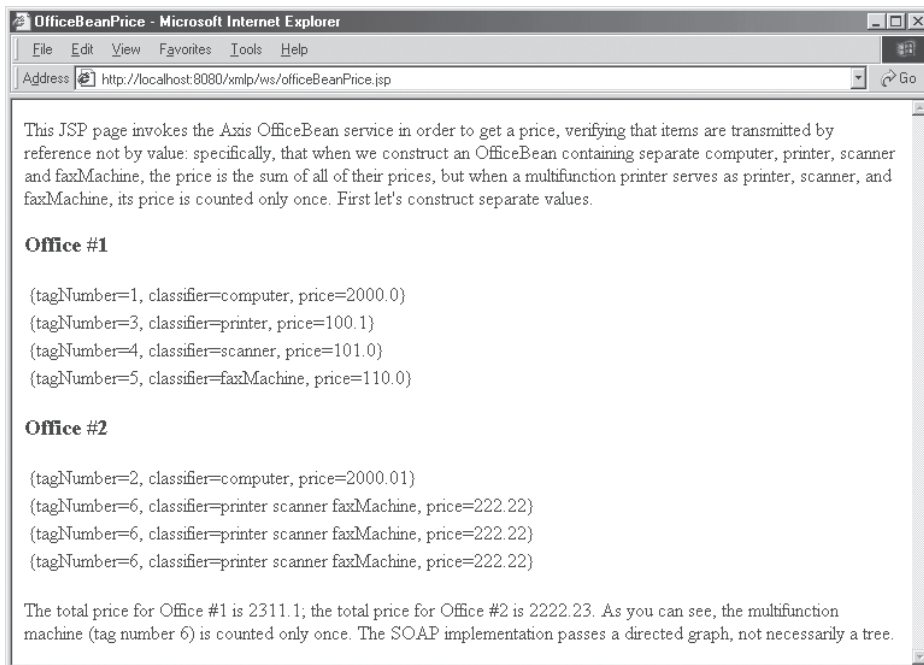 OfficeBeanPrice - Microsoft Internet Explorer
File Edit View Favorites Tools Help
Address http://localhost:8080/xmlp/ws/officeBeanPrice.jsp Go
This JSP page invokes the Axis OfficeBean service in order to get a price, verifying that items are transmitted by
reference not by value: specifically, that when we construct an OfficeBean containing separate computer, printer, scanner
and faxMachine, the price is the sum of all of their prices, but when a multifunction printer serves as printer, scanner, and
faxMachine, its price is counted only once. First let's construct separate values.
Office #1
{tagNumber=1, classifier=computer, price=2000.0}
{tagNumber=3, classifier=printer, price=100.1}
{tagNumber=4, classifier=scanner, price=101.0}
{tagNumber=5, classifier=faxMachine, price=110.0}
Office #2
{tagNumber=2, classifier=computer, price=2000.01}
{tagNumber=6, classifier=printer scanner faxMachine, price=222.22}
{tagNumber=6, classifier=printer scanner faxMachine, price=222.22}
{tagNumber=6, classifier=printer scanner faxMachine, price=222.22}
The total price for Office #1 is 2311.1; the total price for Office #2 is 2222.23. As you can see, the multifunction
machine (tag number 6) is counted only once. The SOAP implementation passes a directed graph, not necessarily a tree.